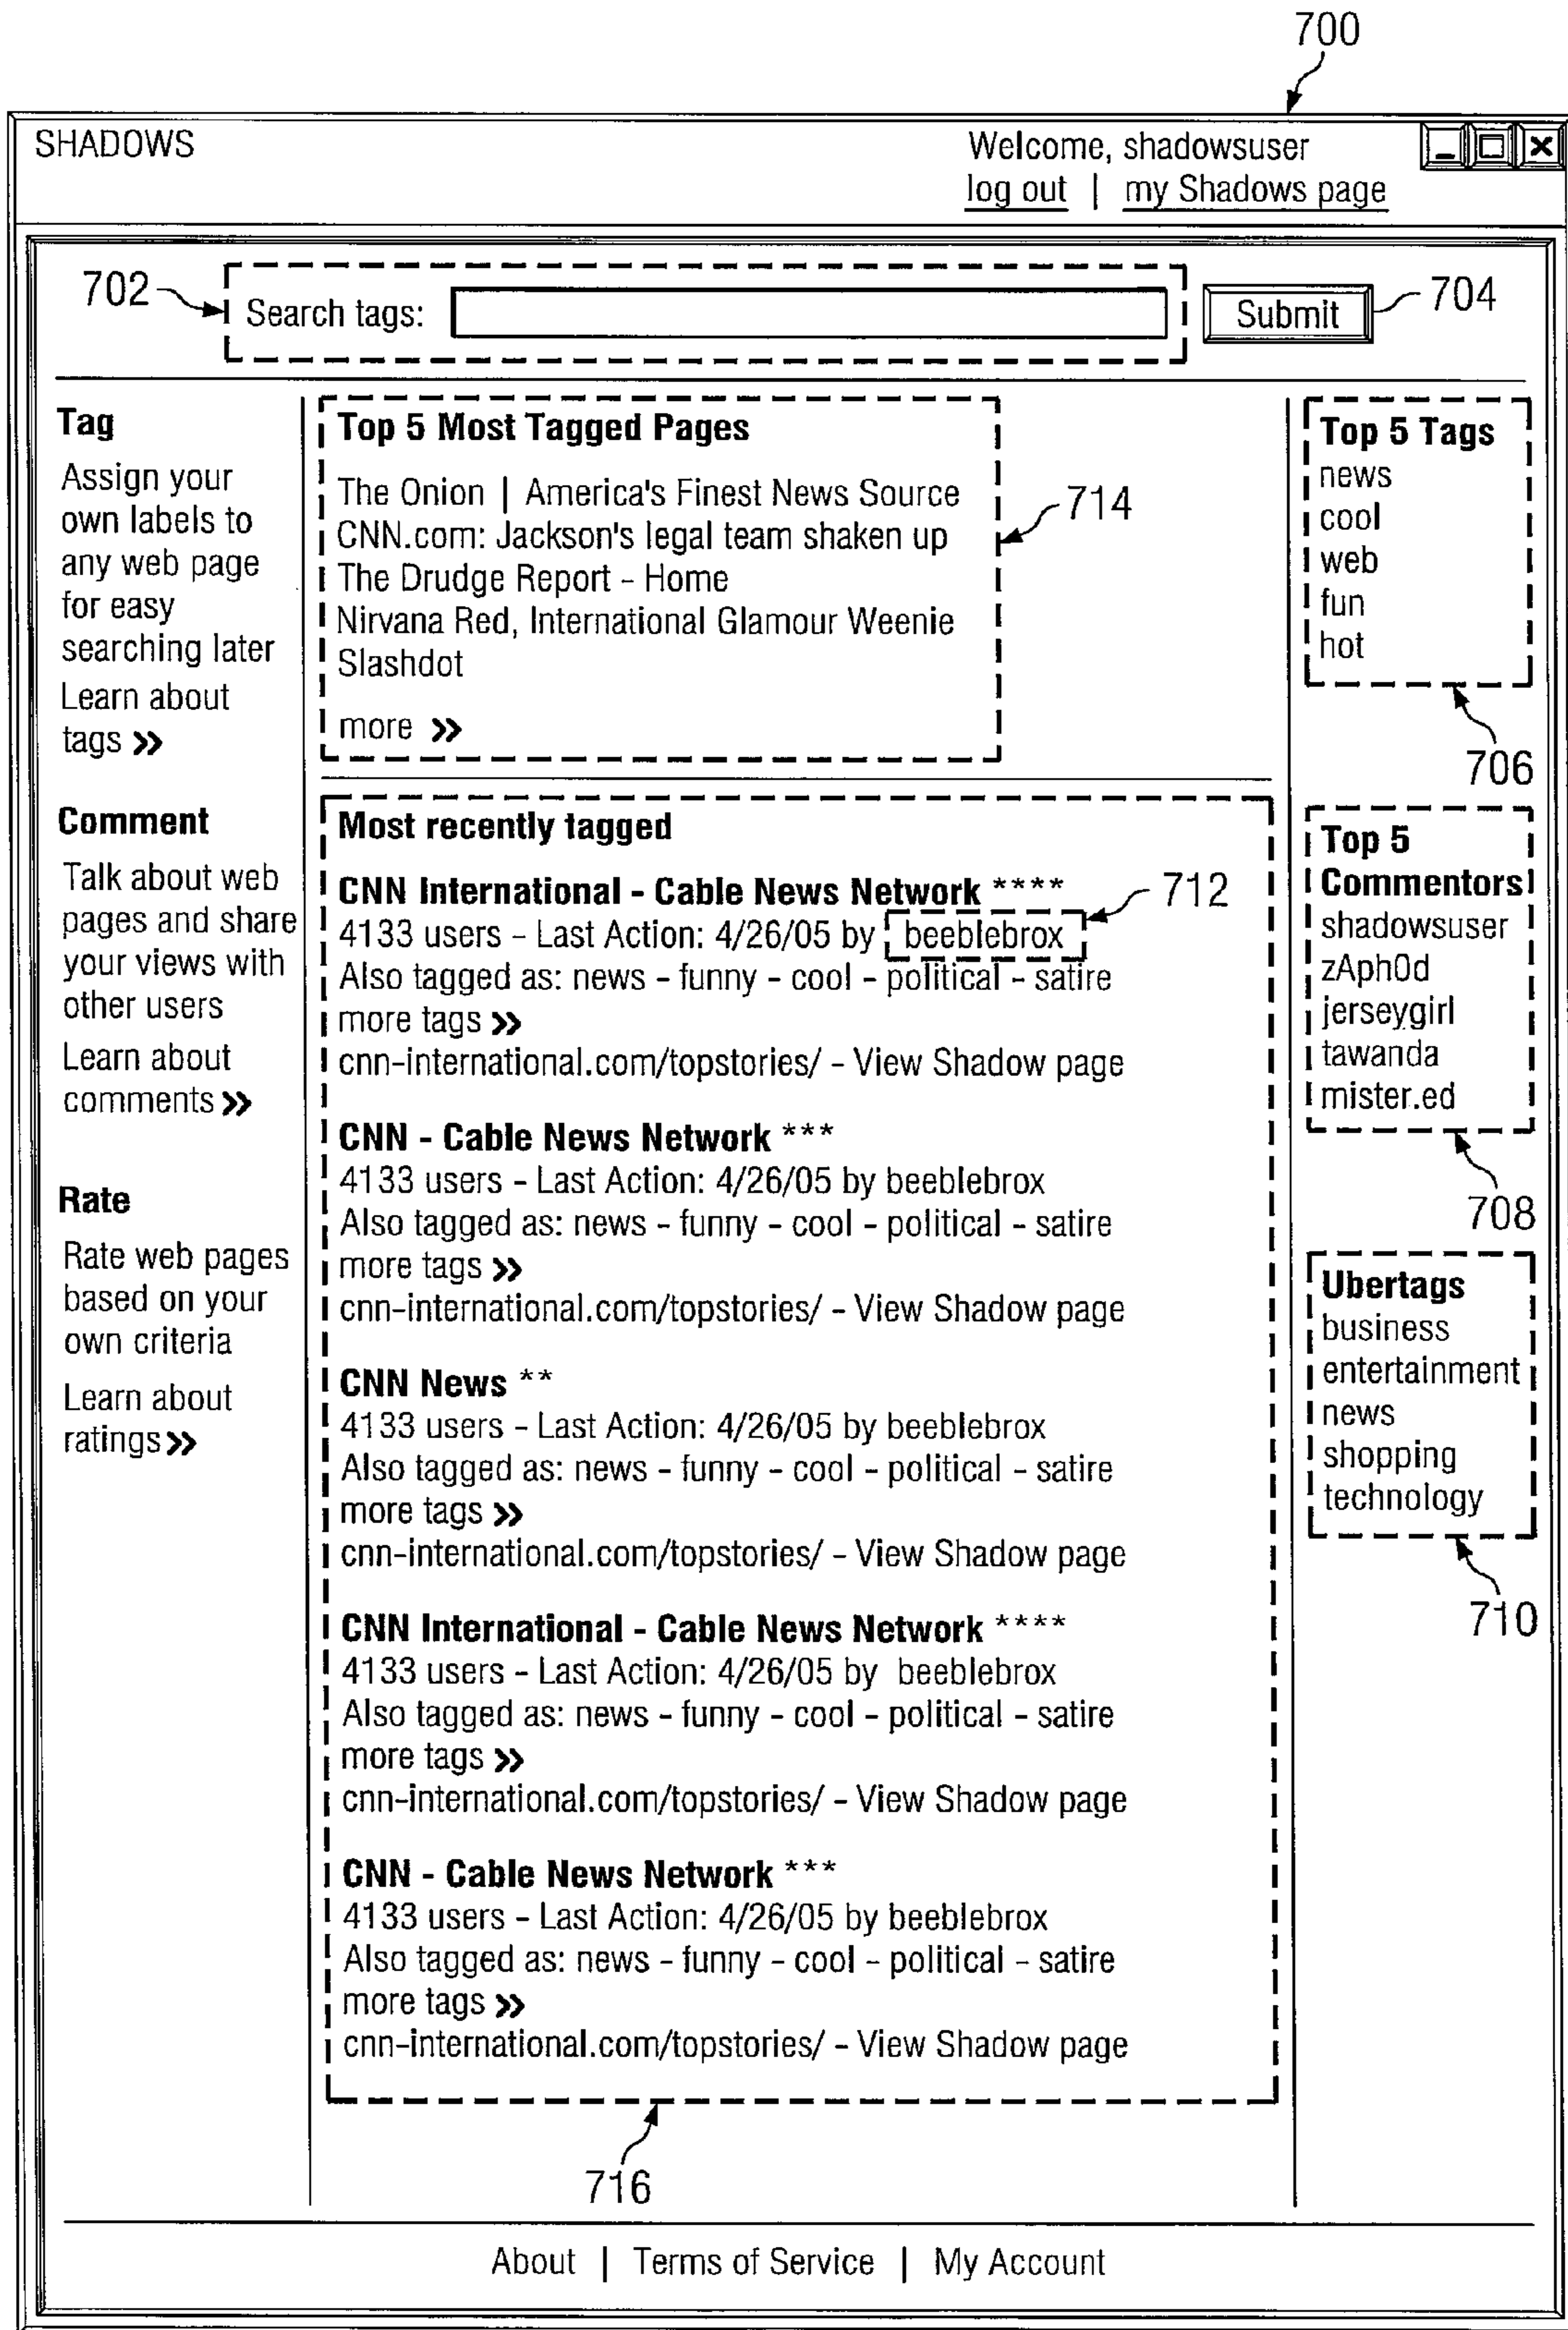 700
SHADOWS
Welcome, shadowsuser
log out | my Shadows page
702
Search tags:
Submit
704
Tag
Assign your
own labels to
any web page
for easy
searching later
Learn about
tags »
Comment
Talk about web
pages and share
your views with
other users
Learn about
comments »
Rate
Rate web pages
based on your
own criteria
Learn about
ratings »
Top 5 Most Tagged Pages
The Onion | America's Finest News Source
CNN.com: Jackson's legal team shaken up
The Drudge Report - Home
Nirvana Red, International Glamour Weenie
Slashdot
more »
714
Most recently tagged
CNN International - Cable News Network ****
4133 users - Last Action: 4/26/05 by beeblebrox
Also tagged as: news - funny - cool - political - satire
more tags »
cnn-international.com/topstories/ - View Shadow page
712
CNN - Cable News Network ***
4133 users - Last Action: 4/26/05 by beeblebrox
Also tagged as: news - funny - cool - political - satire
more tags »
cnn-international.com/topstories/ - View Shadow page
CNN News **
4133 users - Last Action: 4/26/05 by beeblebrox
Also tagged as: news - funny - cool - political - satire
more tags »
cnn-international.com/topstories/ - View Shadow page
CNN International - Cable News Network ****
4133 users - Last Action: 4/26/05 by beeblebrox
Also tagged as: news - funny - cool - political - satire
more tags »
cnn-international.com/topstories/ - View Shadow page
CNN - Cable News Network ***
4133 users - Last Action: 4/26/05 by beeblebrox
Also tagged as: news - funny - cool - political - satire
more tags »
cnn-international.com/topstories/ - View Shadow page
716
Top 5 Tags
news
cool
web
fun
hot
706
Top 5
Commentors
shadowsuser
zAph0d
jerseygirl
tawanda
mister.ed
708
Ubertags
business
entertainment
news
shopping
technology
710
About | Terms of Service | My Account